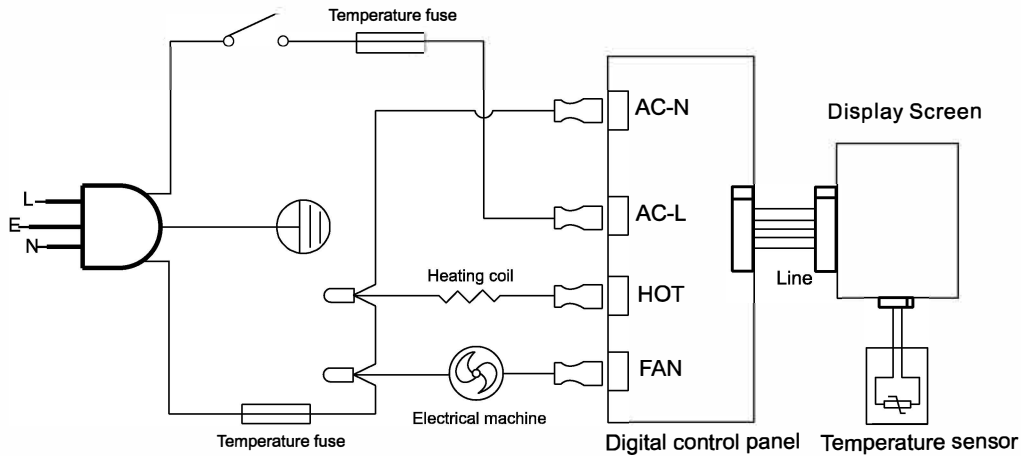 Temperature fuse
AC-N
Display Screen
L
E
AC-L
N
Heating coil
HOT
Line
FAN
Electrical machine
Temperature fuse
Digital control panel
Temperature sensor